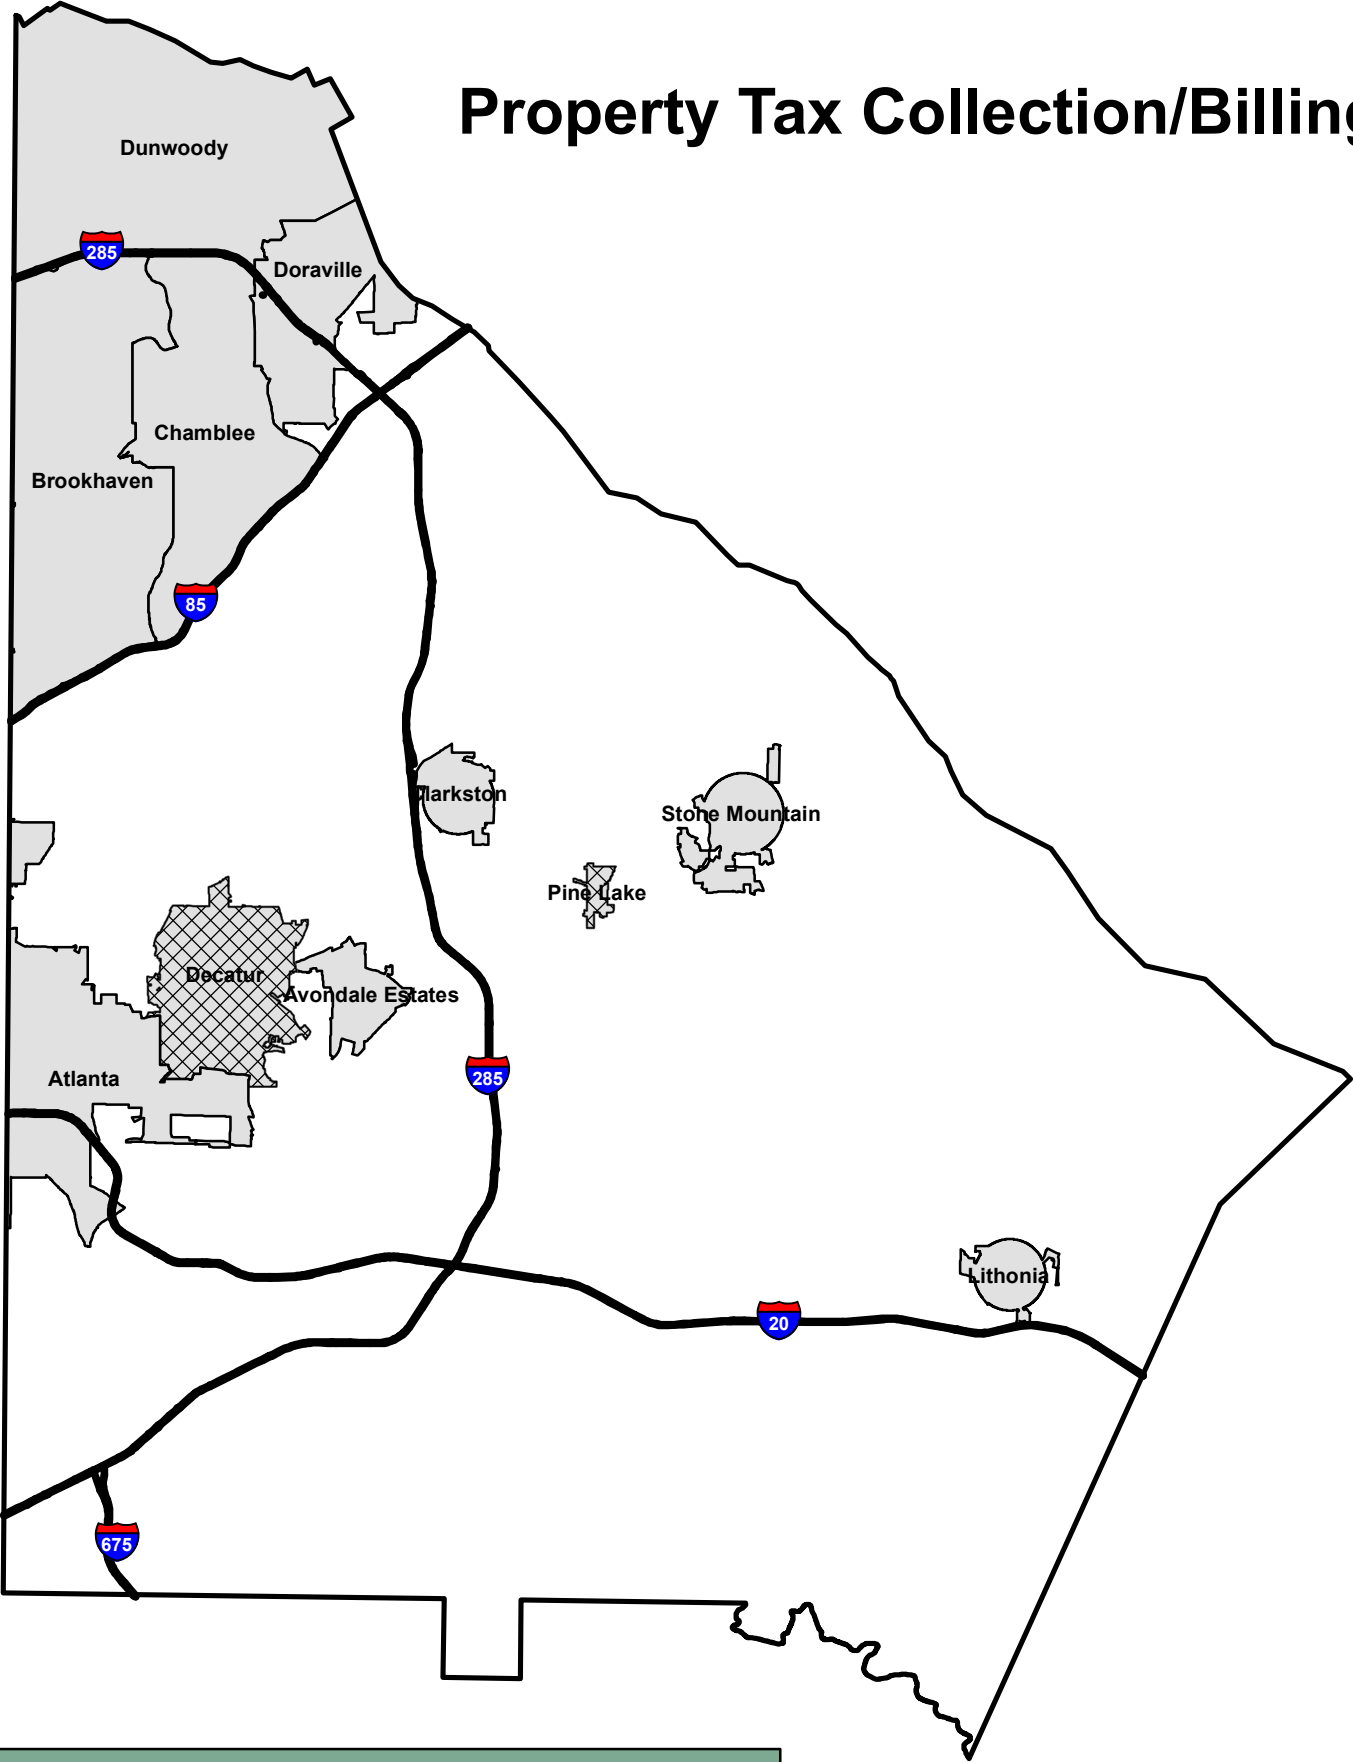 Property Tax Collection/Billing
Dunwoody
285
Doraville
Chamblee
Brookhaven
85
Clarkston
Stone Mountain
Pine Lake
Decatur
Avondale Estates
Atlanta
285
Lithonia
20
675